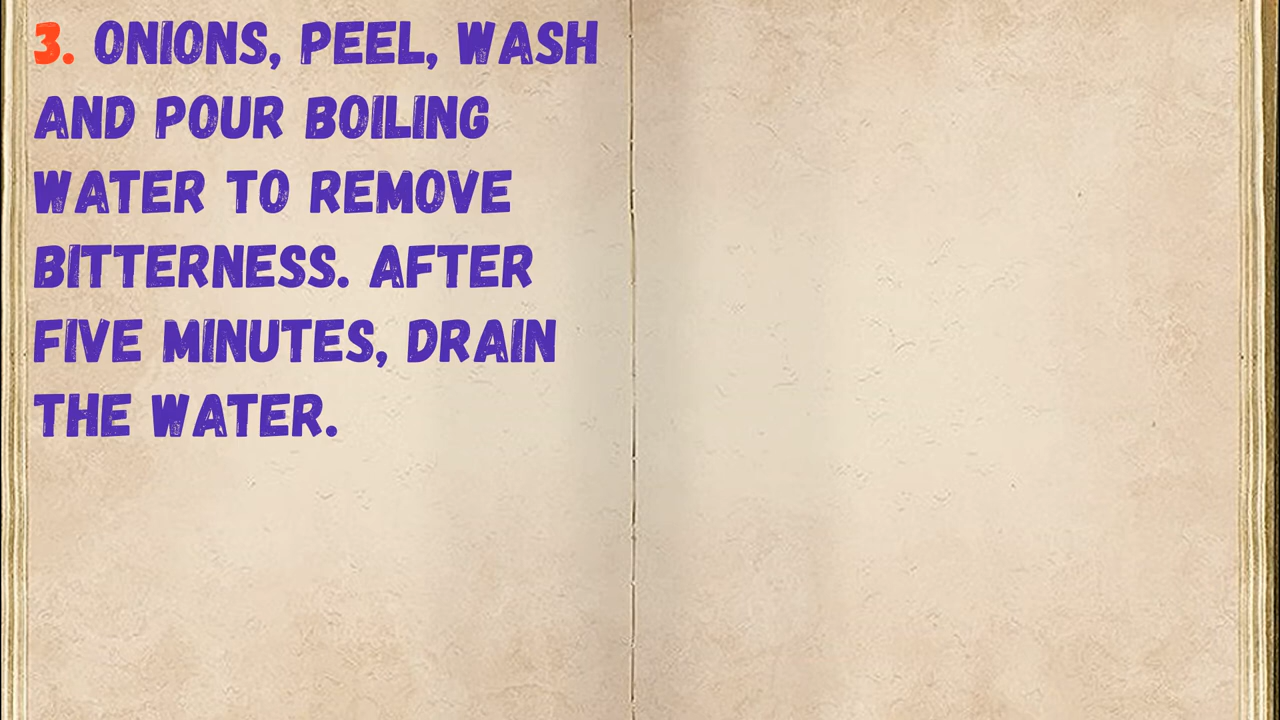 3. ONIONS, PEEL, WASH
AND POUR BOILING
WATER TO REMOVE
BITTERNESS. AFTER
FIVE MINUTES, DRAIN
THE WATER.